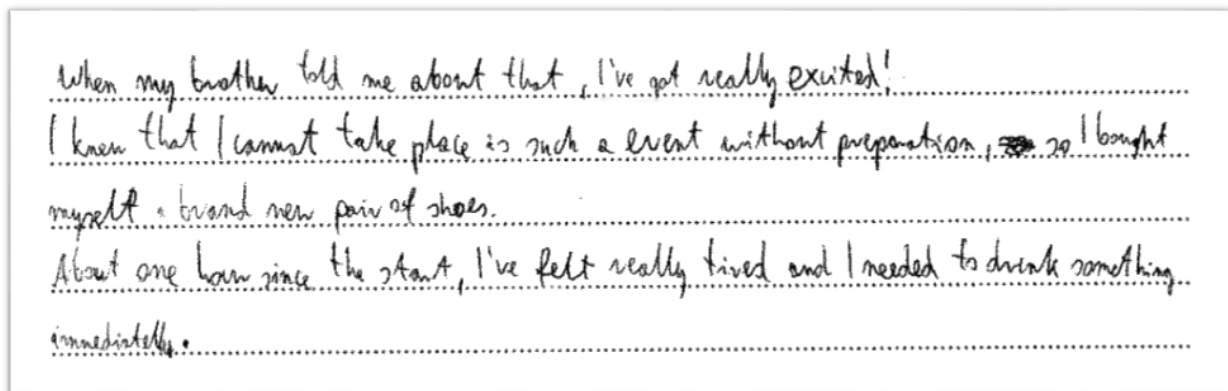 When my brother told me about that, I've got really excited!
I knew that I cannot take place in such a event without preparation, so I bought
myself a brand new pair of shoes.
About one hour since the start, I've felt really tired and I needed to drink something
immediatelly.